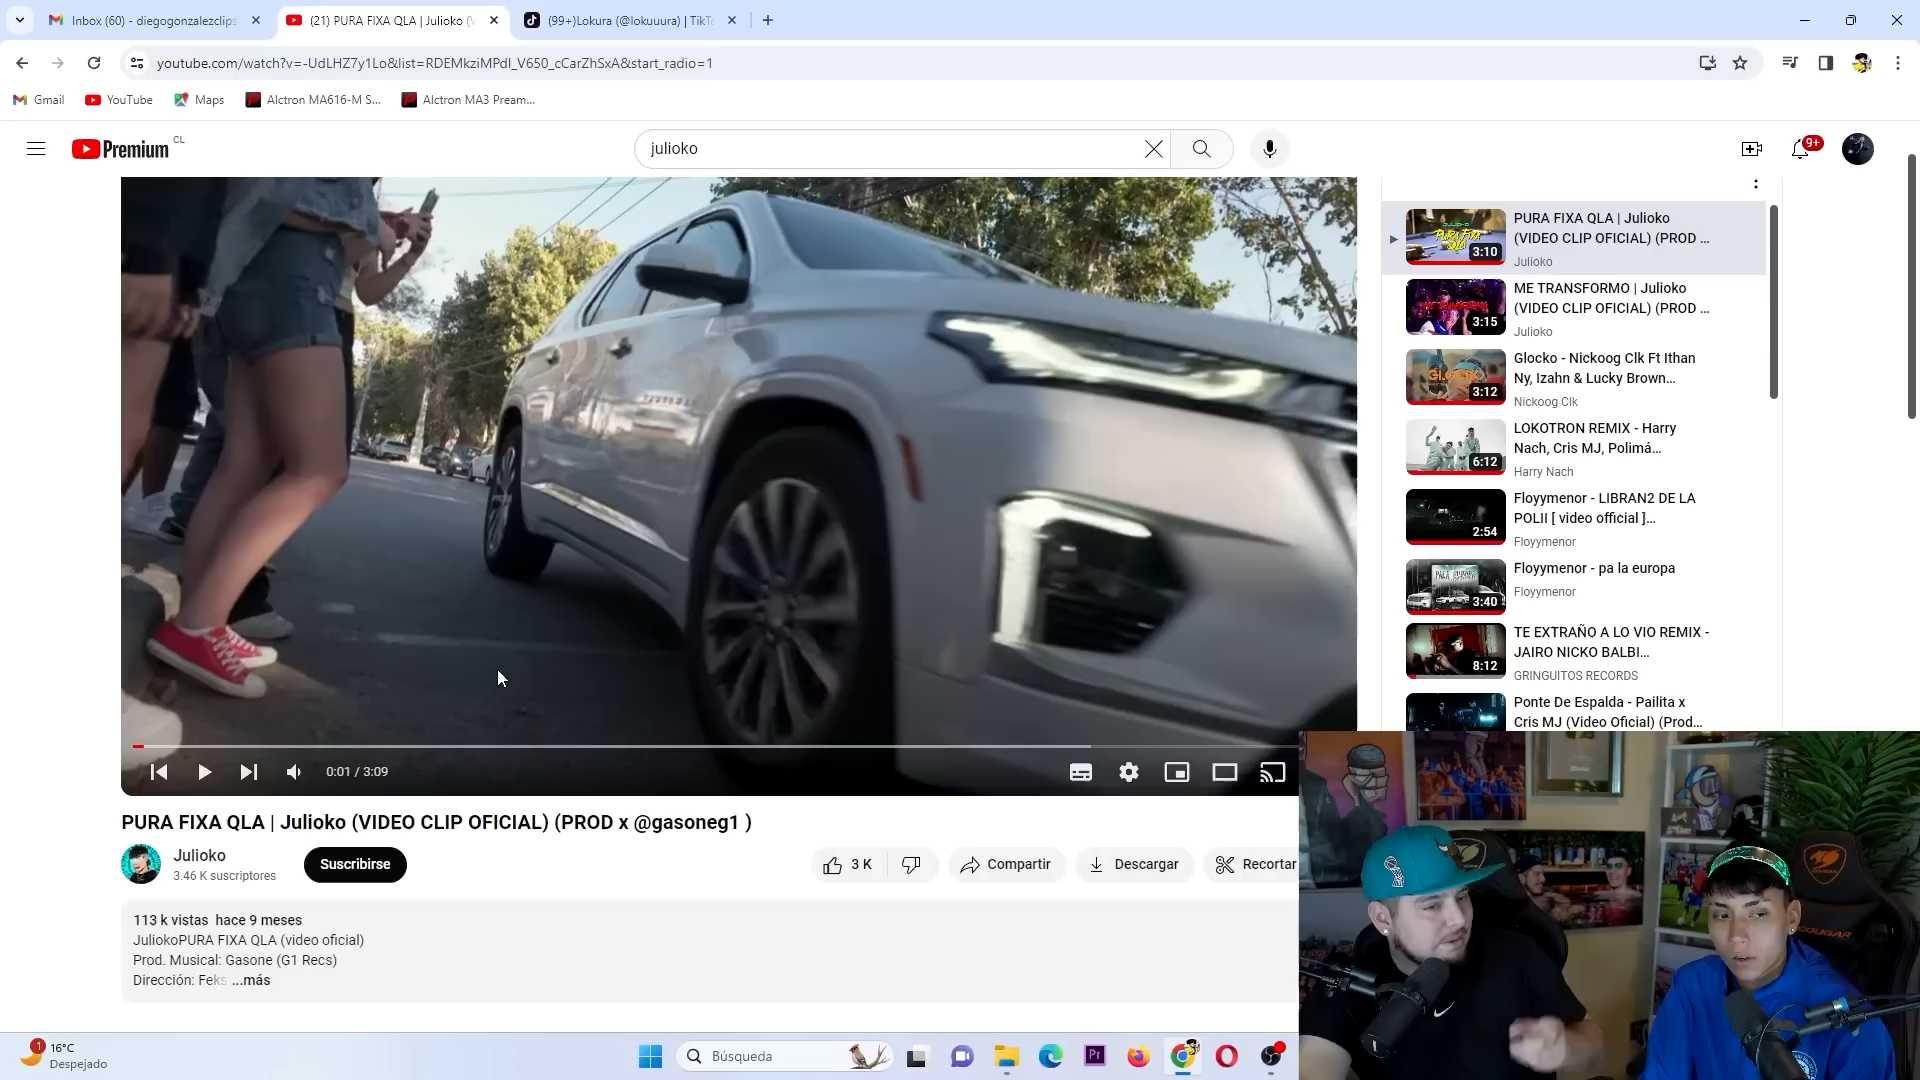 Inbox (60) - diegogonzalezclips
(21) PURA FIXA QLA | Julioko (V
(99+)Lokura (@lokuuura) | TikT
youtube.com/watch?v=-UdLHZ7y1Lo&list=RDEMkziMPdI_V650_cCarZhSxA&start_radio=1
Gmail
YouTube
Maps
Alctron MA616-M S...
Alctron MA3 Pream...
Premium
CL
julioko
9+
PURA FIXA QLA | Julioko
(VIDEO CLIP OFICIAL) (PROD ...
3:10
Julioko
ME TRANSFORMO | Julioko
(VIDEO CLIP OFICIAL) (PROD ...
3:15
Julioko
Glocko - Nickoog Clk Ft Ithan
Ny, Izahn & Lucky Brown...
3:12
Nickoog Clk
LOKOTRON REMIX - Harry
Nach, Cris MJ, Polimá...
6:12
Harry Nach
Floyymenor - LIBRAN2 DE LA
POLII [ video official ]...
2:54
Floyymenor
Floyymenor - pa la europa
Floyymenor
3:40
TE EXTRAÑO A LO VIO REMIX -
JAIRO NICKO BALBI...
8:12
GRINGUITOS RECORDS
Ponte De Espalda - Pailita x
Cris MJ (Video Oficial) (Prod...
0:01 / 3:09
PURA FIXA QLA | Julioko (VIDEO CLIP OFICIAL) (PROD x @gasoneg1 )
Julioko
3.46 K suscriptores
Suscribirse
3 K
Compartir
Descargar
Recortar
113 k vistas hace 9 meses
JuliokoPURA FIXA QLA (video oficial)
Prod. Musical: Gasone (G1 Recs)
Dirección: Feks ...más
COUGAR
1
16°C
Despejado
Búsqueda
Pr